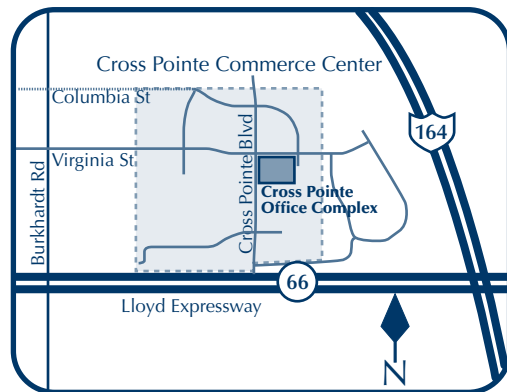 Cross Pointe Commerce Center
Columbia St
164
Virginia St
Cross Pointe Blvd
Burkhardt Rd
Cross Pointe
Office Complex
66
Lloyd Expressway
N